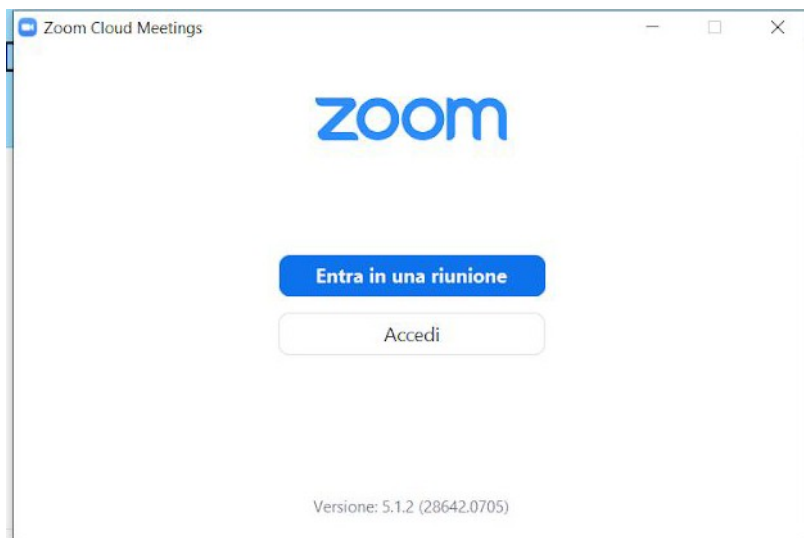 Zoom Cloud Meetings
zoom
Entra in una riunione
Accedi
Versione: 5.1.2 (28642.0705)